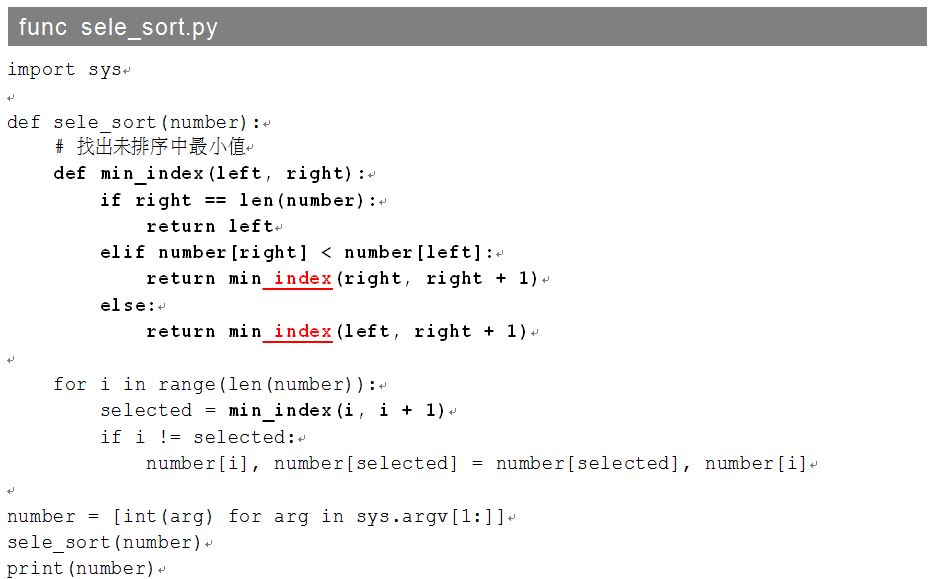 func sele_sort.py
import sys
def sele_sort(number):
    # 找出未排序中最小值
    def min_index(left, right):
        if right == len(number):
            return left
        elif number[right] < number[left]:
            return min_index(right, right + 1)
        else:
            return min_index(left, right + 1)
    for i in range(len(number)):
        selected = min_index(i, i + 1)
        if i != selected:
            number[i], number[selected] = number[selected], number[i]
number = [int(arg) for arg in sys.argv[1:]]
sele_sort(number)
print(number)